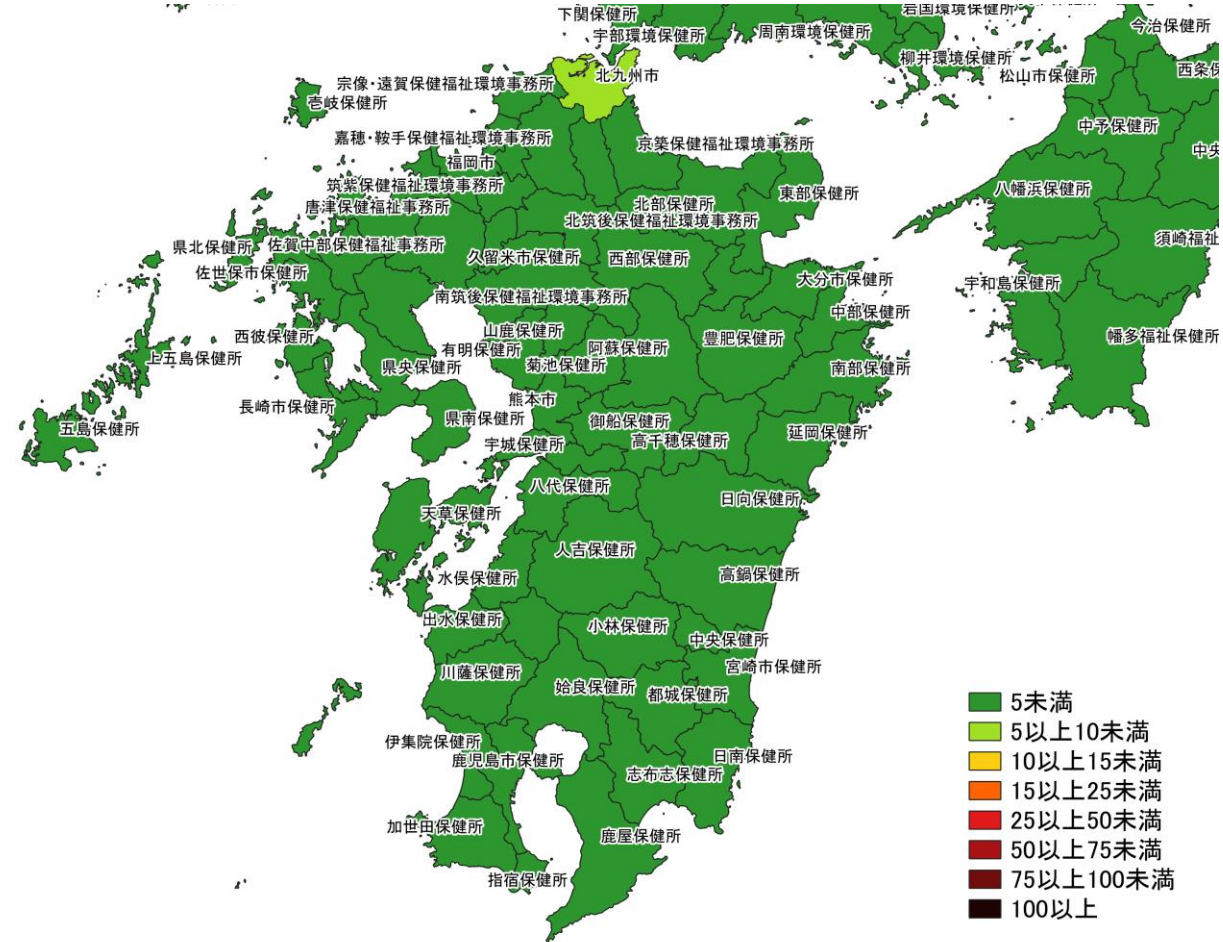 下関保健所
宇部環境保健所
周南環境保健所
岩国環境保健所
柳井環境保健所
今治保健所
松山市保健所
西条保
中予保健所
中央
北九州市
宗像・遠賀保健福祉環境事務所
壱岐保健所
嘉穂・鞍手保健福祉環境事務所
京築保健福祉環境事務所
福岡市
筑紫保健福祉環境事務所
東部保健所
八幡浜保健所
唐津保健福祉事務所
北部保健所
北筑後保健福祉環境事務所
須崎福祉
県北保健所
佐賀中部保健福祉事務所
久留米市保健所
西部保健所
佐世保市保健所
大分市保健所
宇和島保健所
南筑後保健福祉環境事務所
中部保健所
西彼保健所
山鹿保健所
豊肥保健所
幡多福祉保健所
有明保健所
阿蘇保健所
上五島保健所
県央保健所
菊池保健所
南部保健所
長崎市保健所
熊本市
県南保健所
御船保健所
五島保健所
宇城保健所
高千穂保健所
延岡保健所
八代保健所
日向保健所
天草保健所
人吉保健所
水俣保健所
高鍋保健所
出水保健所
小林保健所
中央保健所
川薩保健所
宮崎市保健所
姶良保健所
都城保健所
伊集院保健所
鹿児島市保健所
日南保健所
志布志保健所
加世田保健所
鹿屋保健所
指宿保健所
5未満
5以上10未満
10以上15未満
15以上25未満
25以上50未満
50以上75未満
75以上100未満
100以上